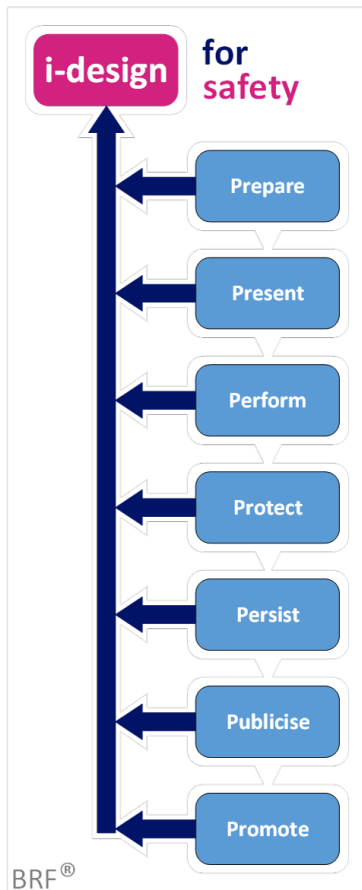 i-design
for
safety
Prepare
Present
Perform
Protect
Persist
Publicise
Promote
BRF®